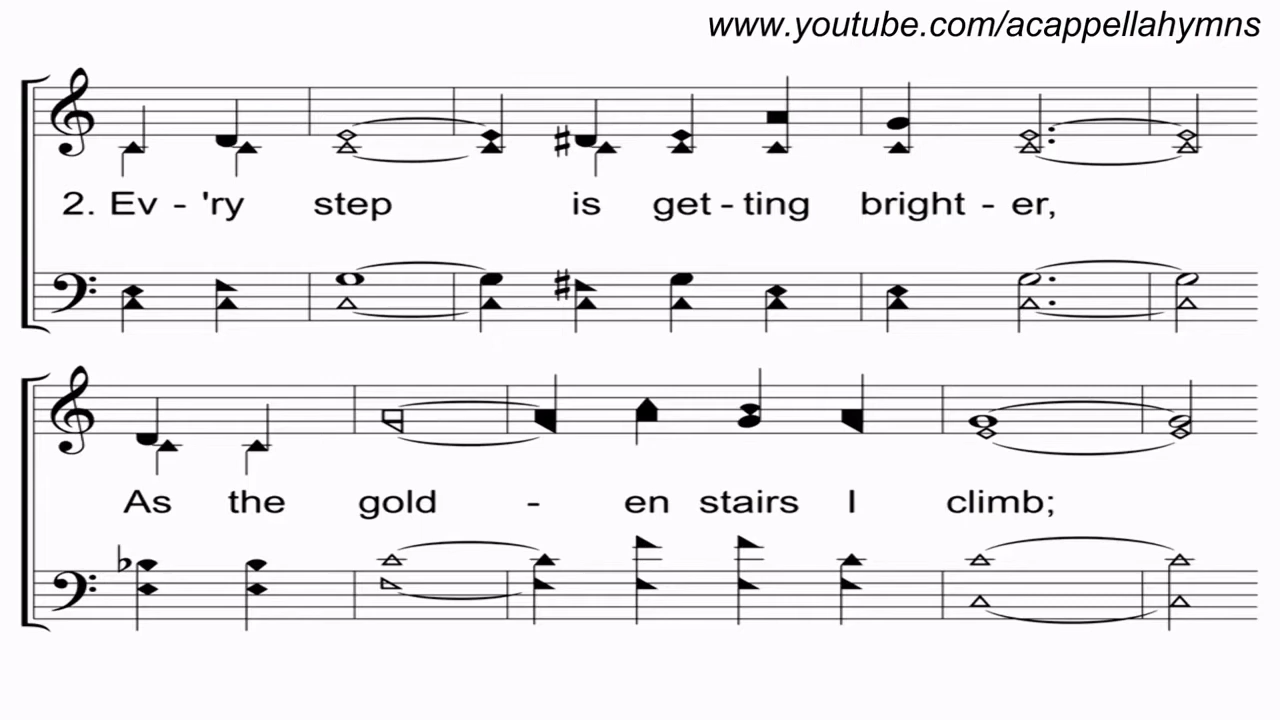 www.youtube.com/acappellahymns
2. Ev - 'ry step is get - ting bright - er,
As the gold - en stairs I climb;